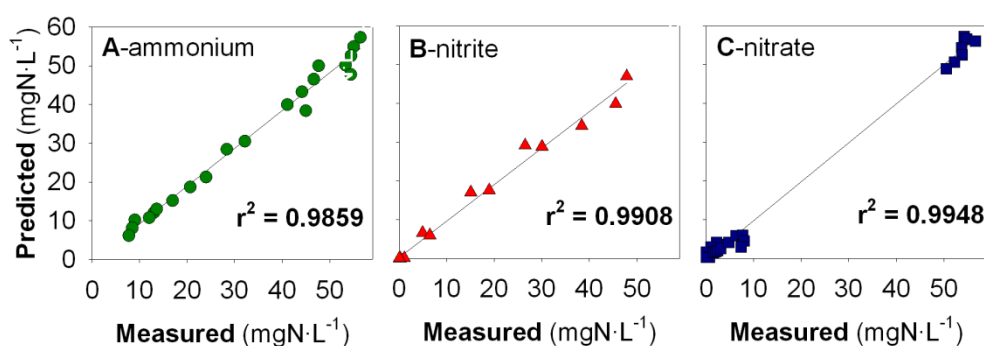 Predicted (mgN·L⁻¹)
60
50
40
30
20
10
0
A-ammonium
r² = 0.9859
0 10 20 30 40 50
Measured (mgN·L⁻¹)
B-nitrite
r² = 0.9908
0 10 20 30 40 50
Measured (mgN·L⁻¹)
C-nitrate
r² = 0.9948
0 10 20 30 40 50
Measured (mgN·L⁻¹)